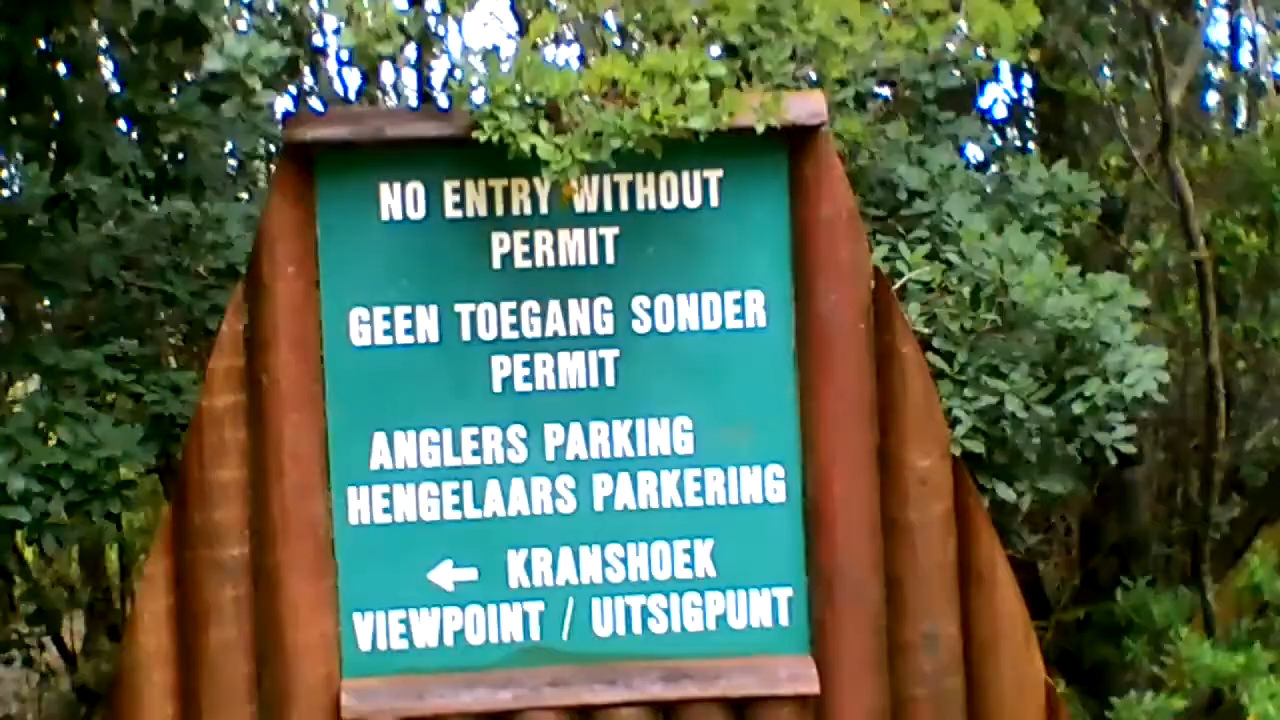 NO ENTRY WITHOUT
PERMIT
GEEN TOEGANG SONDER
PERMIT
ANGLERS PARKING
HENGELAARS PARKERING
← KRANSHOEK
VIEWPOINT / UITSIGPUNT